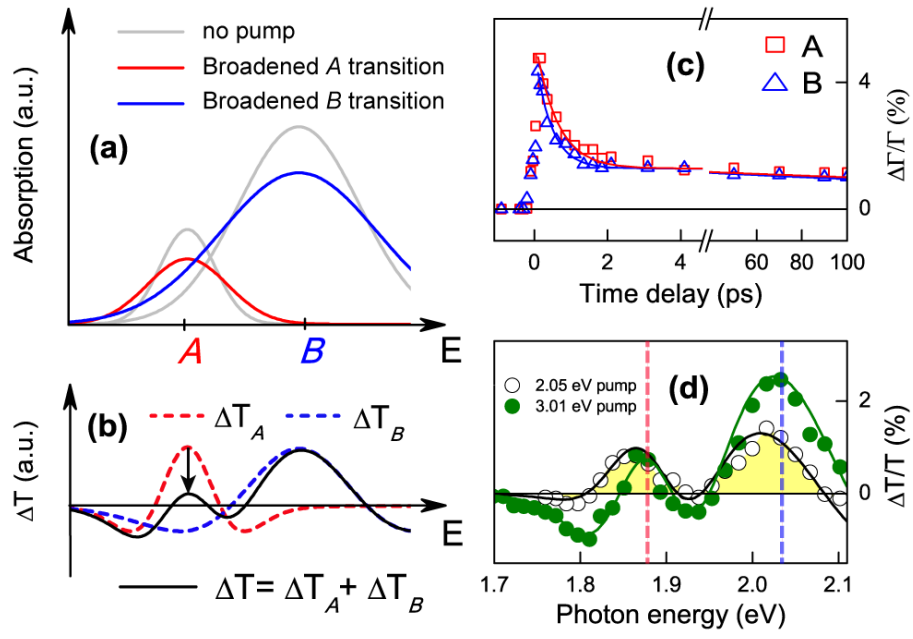 no pump
Broadened A transition
Broadened B transition
(a)
Absorption (a.u.)
A
B
E
(b)
ΔT_A
ΔT_B
ΔT (a.u.)
E
ΔT = ΔT_A + ΔT_B
(c)
A
B
4
0
ΔΓ/Γ (%)
0 2 4 60 80 100
Time delay (ps)
2.05 eV pump
3.01 eV pump
(d)
2
0
ΔT/T (%)
1.7 1.8 1.9 2.0 2.1
Photon energy (eV)